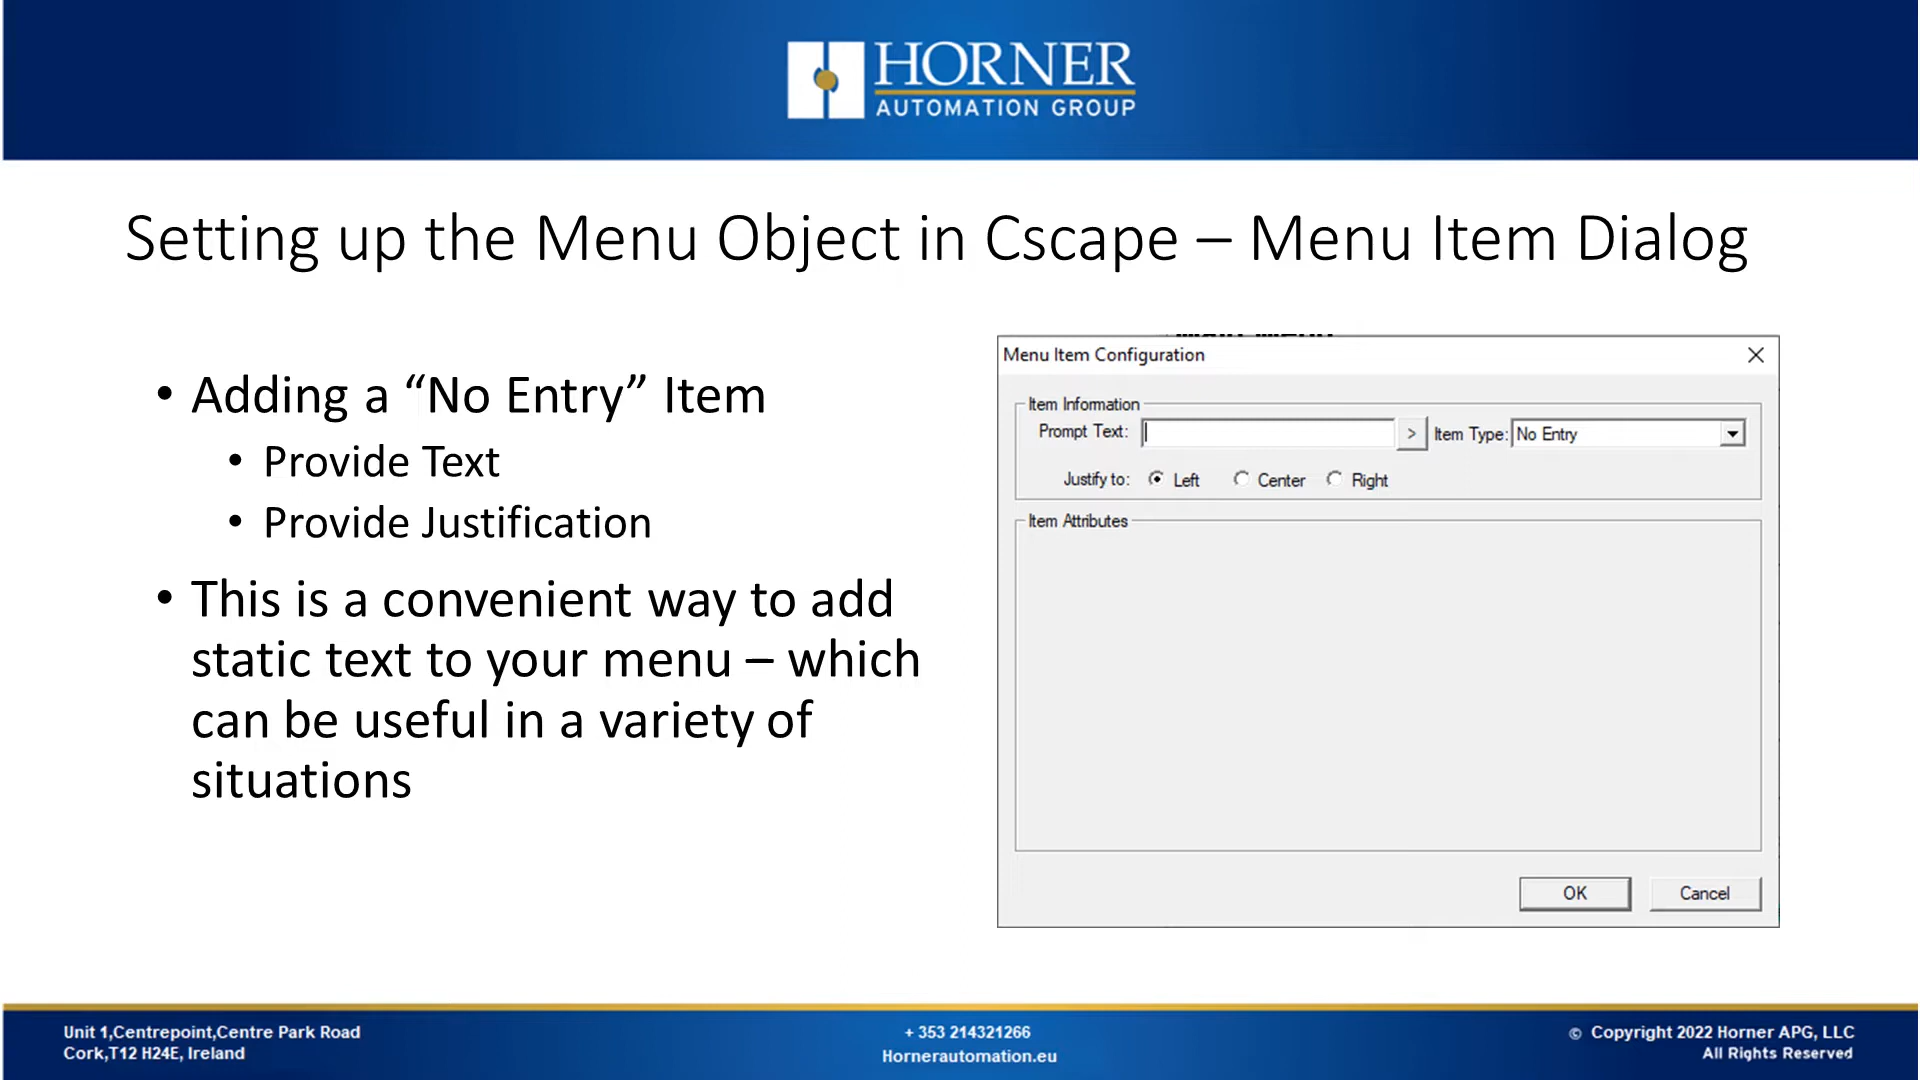 HORNER
AUTOMATION GROUP
Setting up the Menu Object in Cscape – Menu Item Dialog
• Adding a “No Entry” Item
• Provide Text
• Provide Justification
• This is a convenient way to add
static text to your menu – which
can be useful in a variety of
situations
Menu Item Configuration
Item Information
Prompt Text:
>
Item Type:
No Entry
Justify to:
Left
Center
Right
Item Attributes
OK
Cancel
Unit 1,Centrepoint,Centre Park Road
Cork,T12 H24E, Ireland
+ 353 214321266
Hornerautomation.eu
© Copyright 2022 Horner APG, LLC
All Rights Reserved